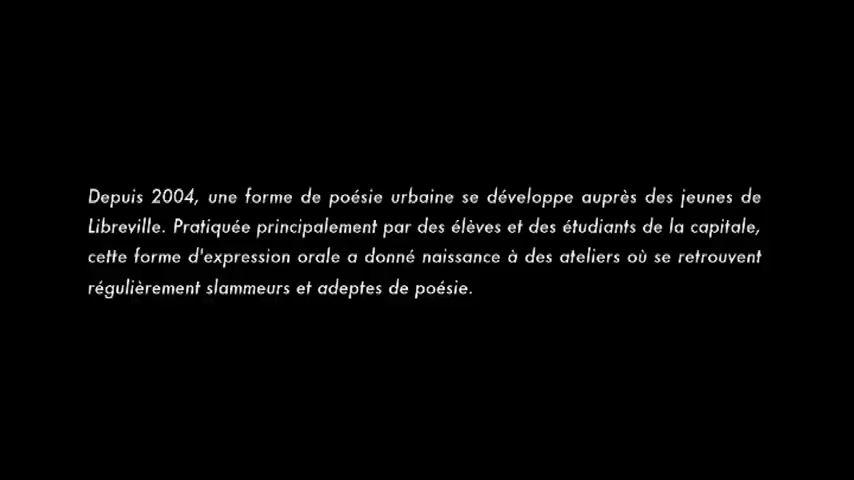 Depuis 2004, une forme de poésie urbaine se développe auprès des jeunes de
Libreville. Pratiquée principalement par des élèves et des étudiants de la capitale,
cette forme d'expression orale a donné naissance à des ateliers où se retrouvent
régulièrement slammeurs et adeptes de poésie.